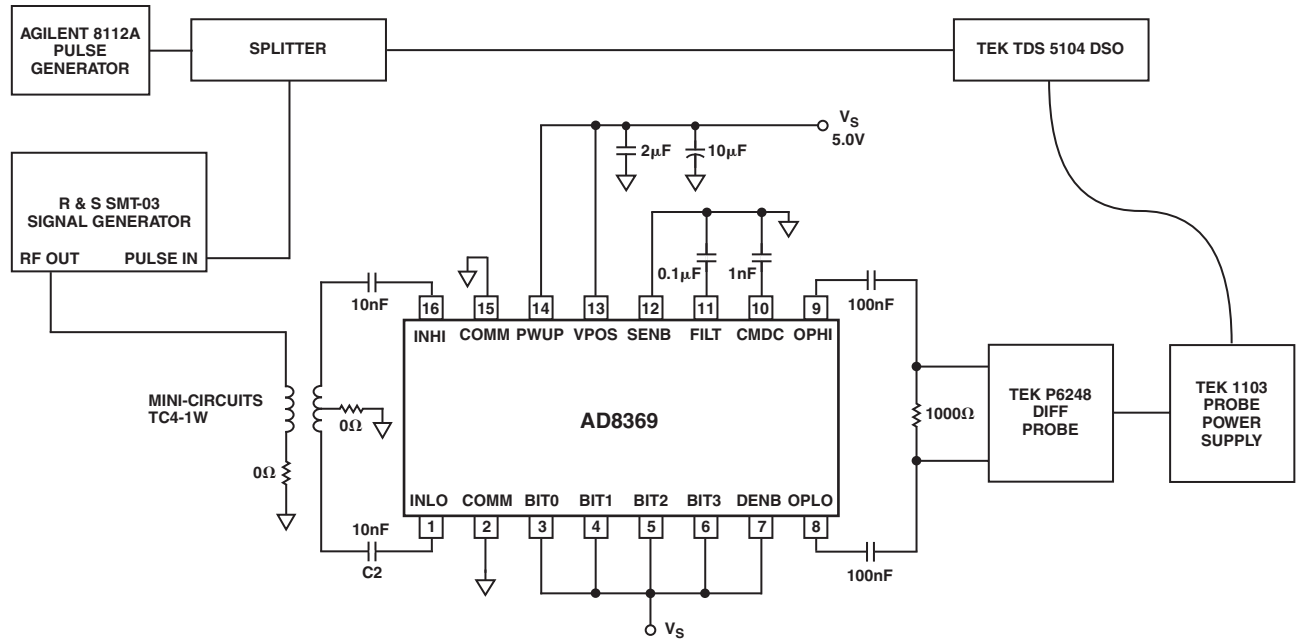 AGILENT 8112A
PULSE
GENERATOR
SPLITTER
TEK TDS 5104 DSO
VS
5.0V
2μF
10μF
R & S SMT-03
SIGNAL GENERATOR
RF OUT
PULSE IN
0.1μF
1nF
10nF
100nF
16
15
14
13
12
11
10
9
INHI
COMM
PWUP
VPOS
SENB
FILT
CMDC
OPHI
MINI-CIRCUITS
TC4-1W
0Ω
0Ω
AD8369
1000Ω
TEK P6248
DIFF
PROBE
TEK 1103
PROBE
POWER
SUPPLY
INLO
COMM
BIT0
BIT1
BIT2
BIT3
DENB
OPLO
1
2
3
4
5
6
7
8
10nF
C2
100nF
VS